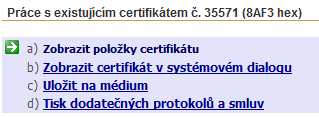 Práce s existujícím certifikátem č. 35571 (8AF3 hex)
a) Zobrazit položky certifikátu
b) Zobrazit certifikát v systémovém dialogu
c) Uložit na médium
d) Tisk dodatečných protokolů a smluv